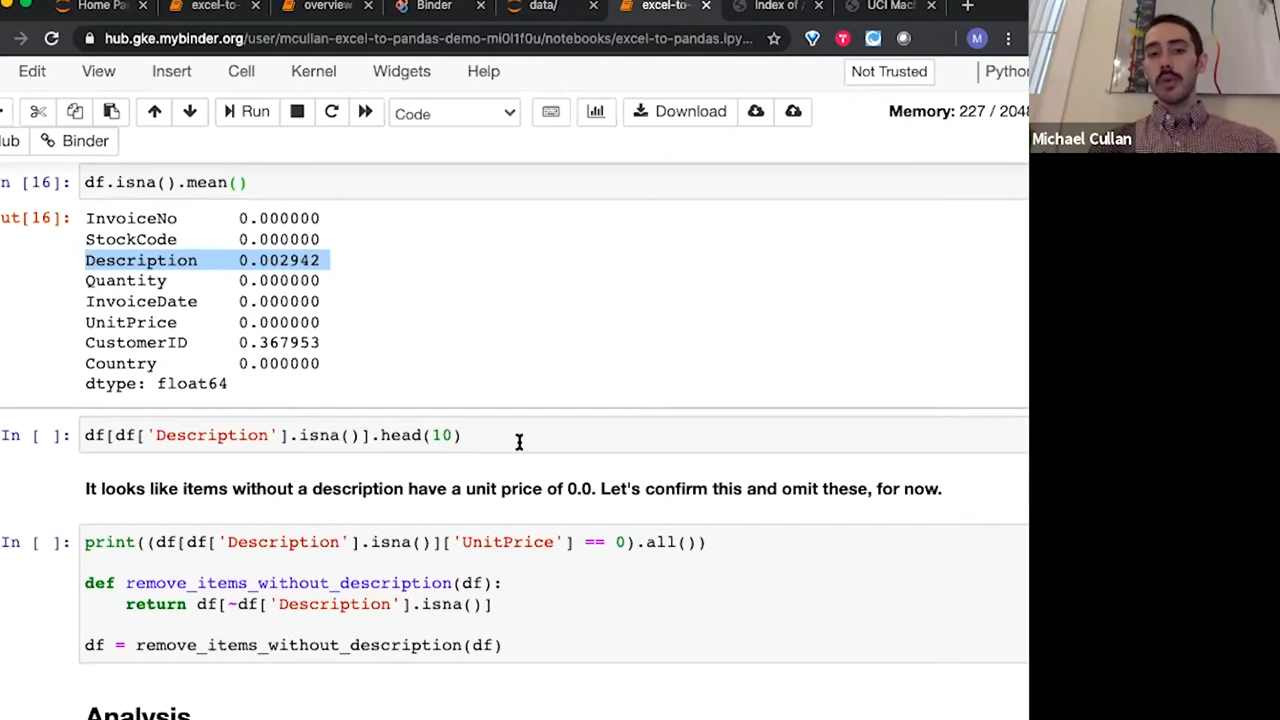 Home Pa
excel-to-
overview
Binder
data/
excel-to-
Index of
UCI Mac
hub.gke.mybinder.org/user/mcullan-excel-to-pandas-demo-mi0l1f0u/notebooks/excel-to-pandas.ipy...
M
Edit View Insert Cell Kernel Widgets Help Not Trusted Python
Run Code Download Memory: 227 / 2048
ub Binder
n [16]: df.isna().mean()
ut[16]: InvoiceNo 0.000000
StockCode 0.000000
Description 0.002942
Quantity 0.000000
InvoiceDate 0.000000
UnitPrice 0.000000
CustomerID 0.367953
Country 0.000000
dtype: float64
In [ ]: df[df['Description'].isna()].head(10)
It looks like items without a description have a unit price of 0.0. Let's confirm this and omit these, for now.
In [ ]: print((df[df['Description'].isna()]['UnitPrice'] == 0).all())
def remove_items_without_description(df):
return df[~df['Description'].isna()]
df = remove_items_without_description(df)
Analysis
Michael Cullan